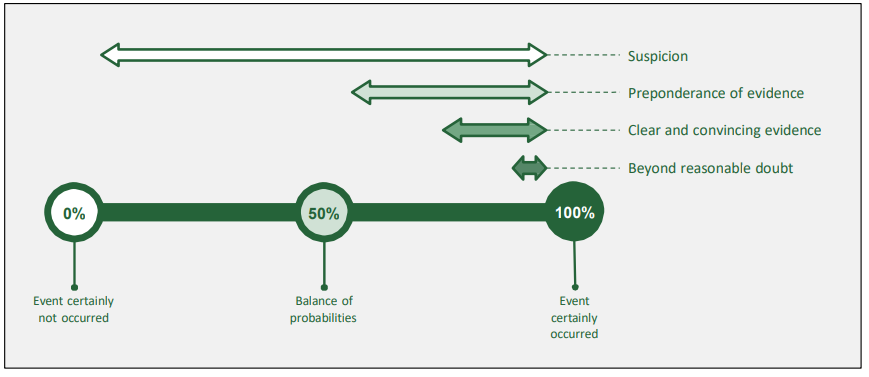 Suspicion
Preponderance of evidence
Clear and convincing evidence
Beyond reasonable doubt
0%
50%
100%
Event certainly
not occurred
Balance of
probabilities
Event
certainly
occurred